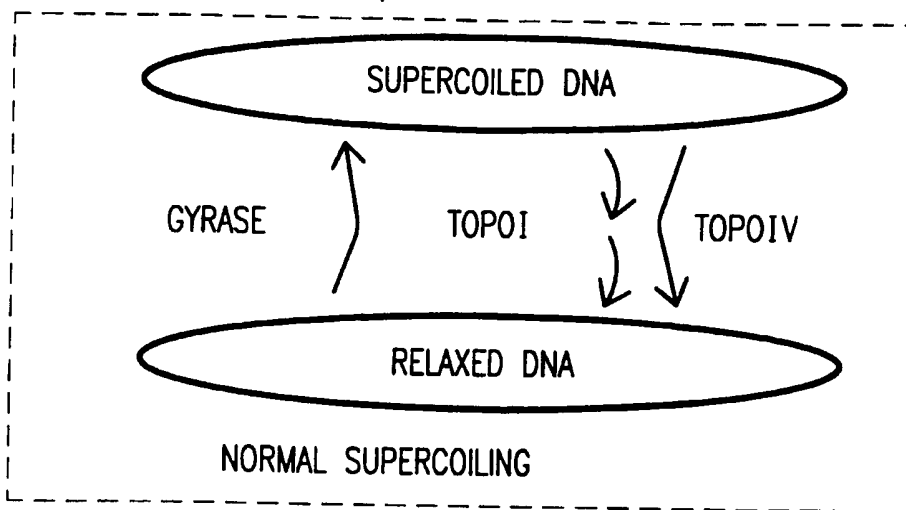 SUPERCOILED DNA
GYRASE TOPOI TOPOIV
RELAXED DNA
NORMAL SUPERCOILING